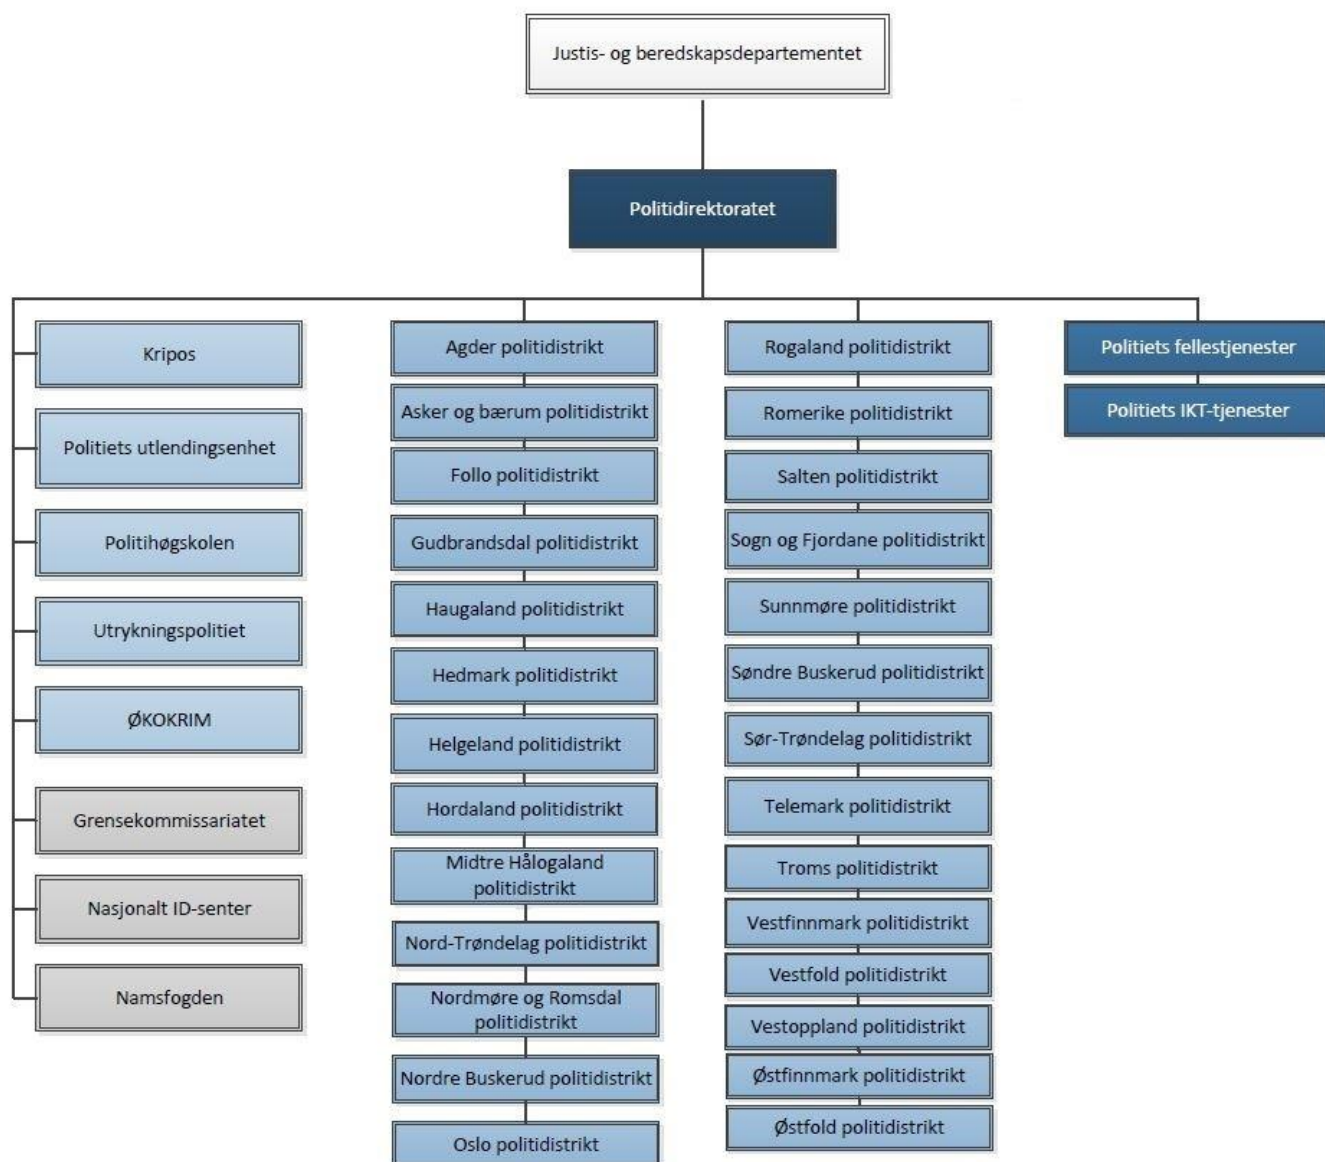 Justis- og beredskapsdepartementet
Politidirektoratet
Kripos
Politiets utlendingsenhet
Politihøgskolen
Utrykningspolitiet
ØKOKRIM
Grensekommissariatet
Nasjonalt ID-senter
Namsfogden
Agder politidistrikt
Asker og bærum politidistrikt
Follo politidistrikt
Gudbrandsdal politidistrikt
Haugaland politidistrikt
Hedmark politidistrikt
Helgeland politidistrikt
Hordaland politidistrikt
Midtre Hålogaland
politidistrikt
Nord-Trøndelag politidistrikt
Nordmøre og Romsdal
politidistrikt
Nordre Buskerud politidistrikt
Oslo politidistrikt
Rogaland politidistrikt
Romerike politidistrikt
Salten politidistrikt
Sogn og Fjordane politidistrikt
Sunnmøre politidistrikt
Søndre Buskerud politidistrikt
Sør-Trøndelag politidistrikt
Telemark politidistrikt
Troms politidistrikt
Vestfinnmark politidistrikt
Vestfold politidistrikt
Vestoppland politidistrikt
Østfinnmark politidistrikt
Østfold politidistrikt
Politiets fellestjenester
Politiets IKT-tjenester